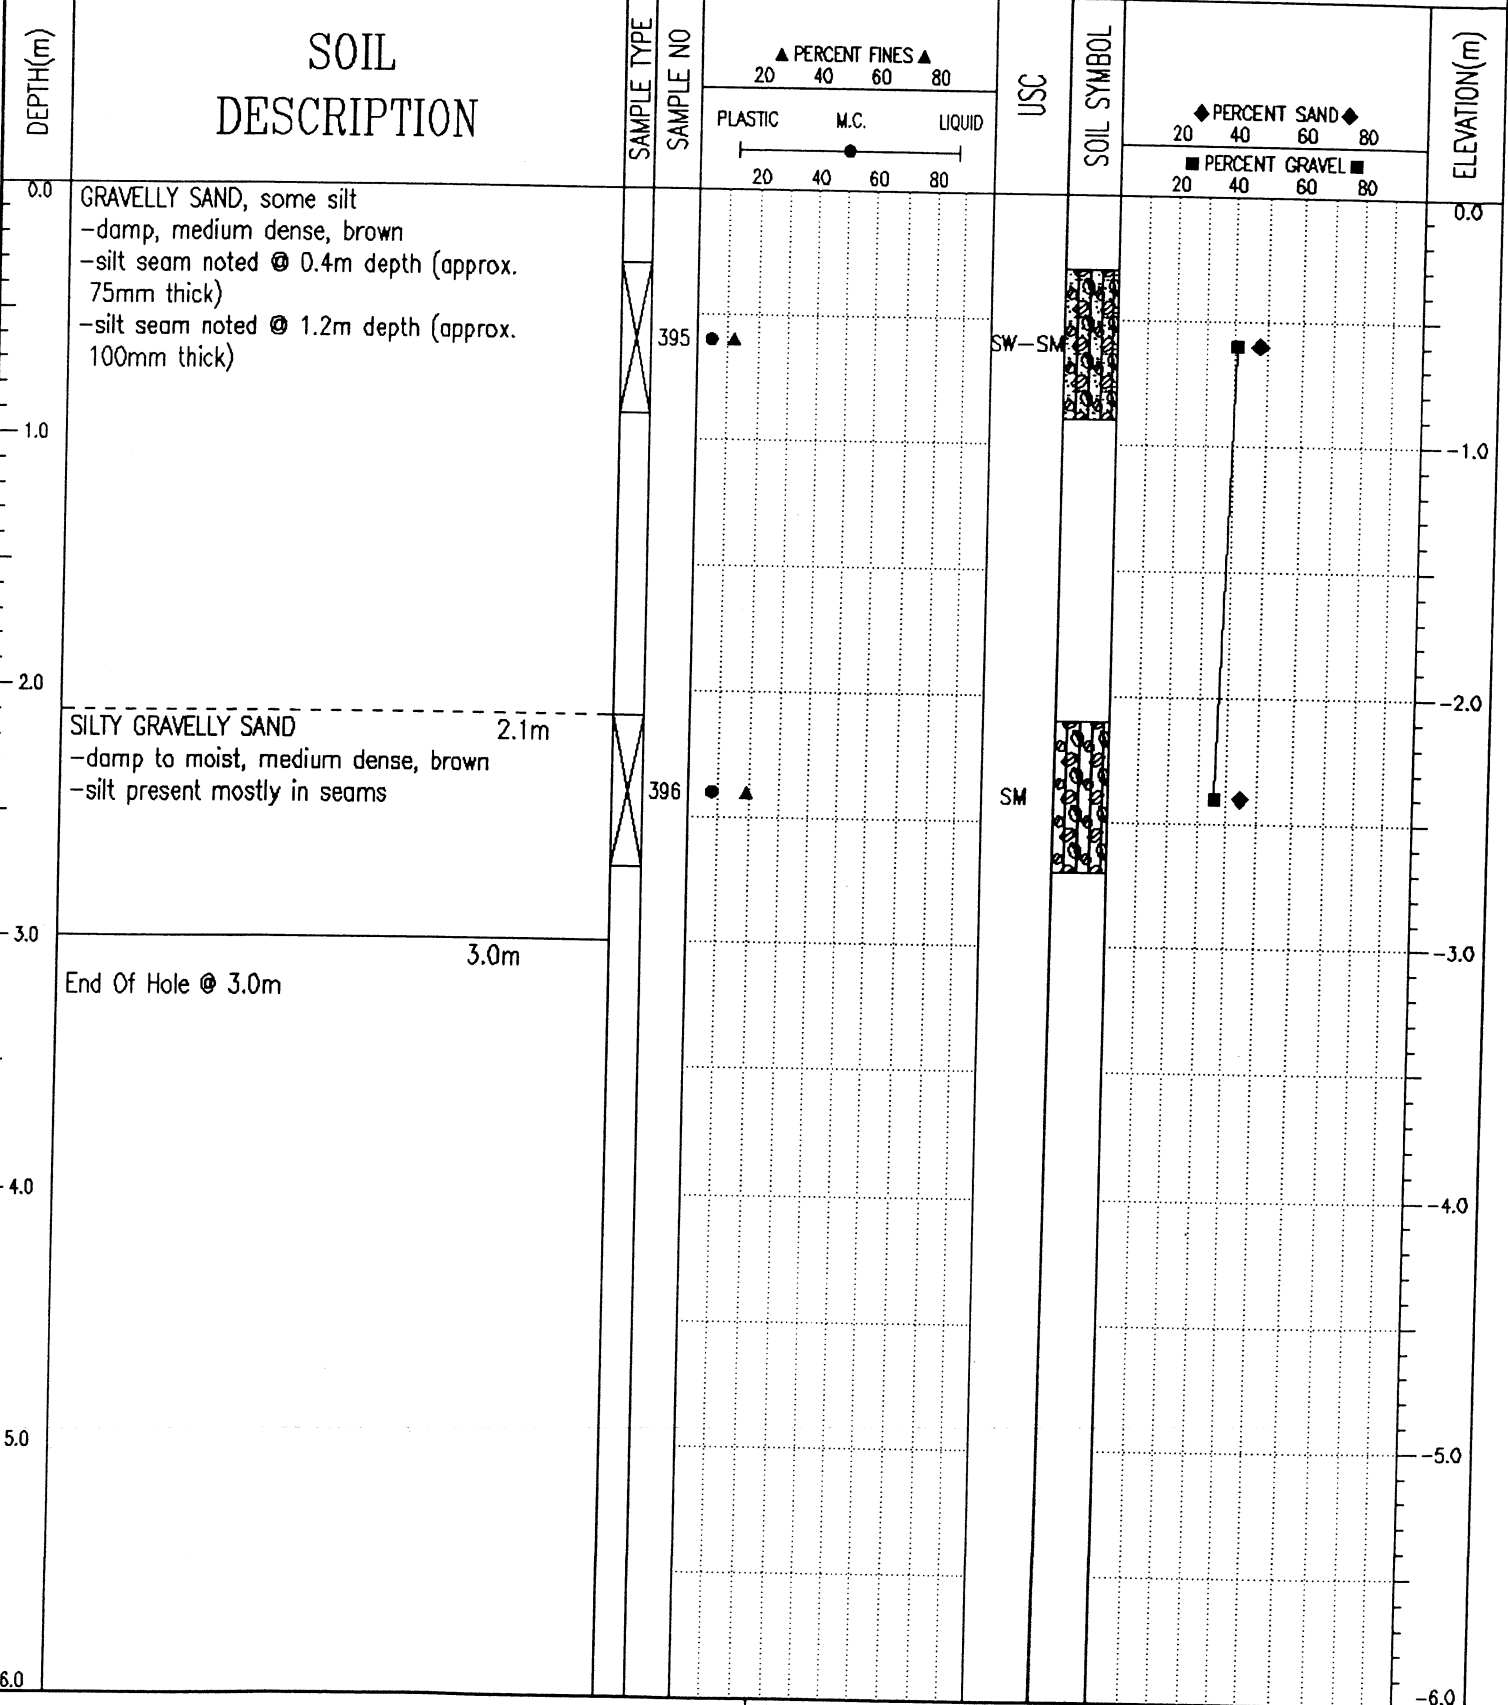 DEPTH(m)
SOIL
DESCRIPTION
SAMPLE TYPE
SAMPLE NO
▲ PERCENT FINES ▲
20 40 60 80
PLASTIC M.C. LIQUID
20 40 60 80
USC
SOIL SYMBOL
◆PERCENT SAND◆
20 40 60 80
■ PERCENT GRAVEL ■
20 40 60 80
ELEVATION(m)
0.0
GRAVELLY SAND, some silt
-damp, medium dense, brown
-silt seam noted @ 0.4m depth (approx.
75mm thick)
-silt seam noted @ 1.2m depth (approx.
100mm thick)
395
SW-SM
0.0
1.0
-1.0
2.0
-2.0
SILTY GRAVELLY SAND 2.1m
-damp to moist, medium dense, brown
-silt present mostly in seams
396
SM
3.0
3.0m
-3.0
End Of Hole @ 3.0m
4.0
-4.0
5.0
-5.0
6.0
-6.0